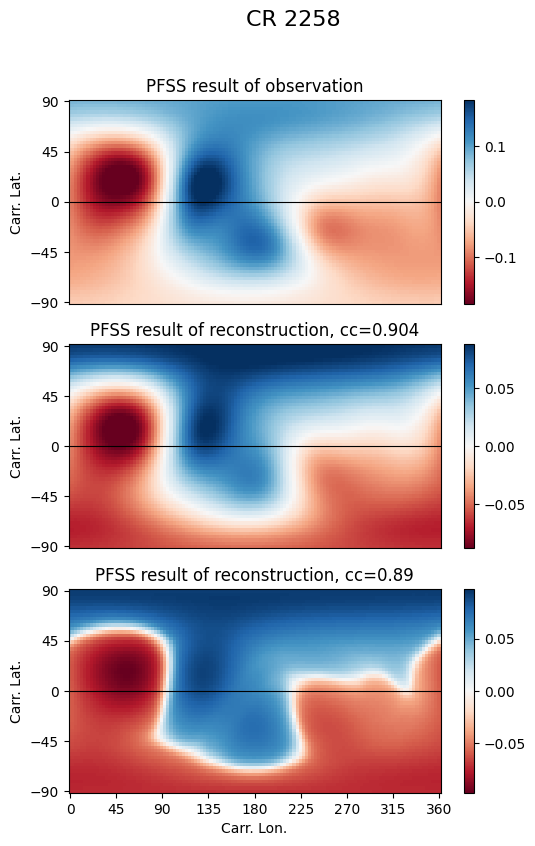 CR 2258
PFSS result of observation
90
45
0
−45
−90
Carr. Lat.
0.1
0.0
−0.1
PFSS result of reconstruction, cc=0.904
90
45
0
−45
−90
Carr. Lat.
0.05
0.00
−0.05
PFSS result of reconstruction, cc=0.89
90
45
0
−45
−90
Carr. Lat.
0.05
0.00
−0.05
0 45 90 135 180 225 270 315 360
Carr. Lon.